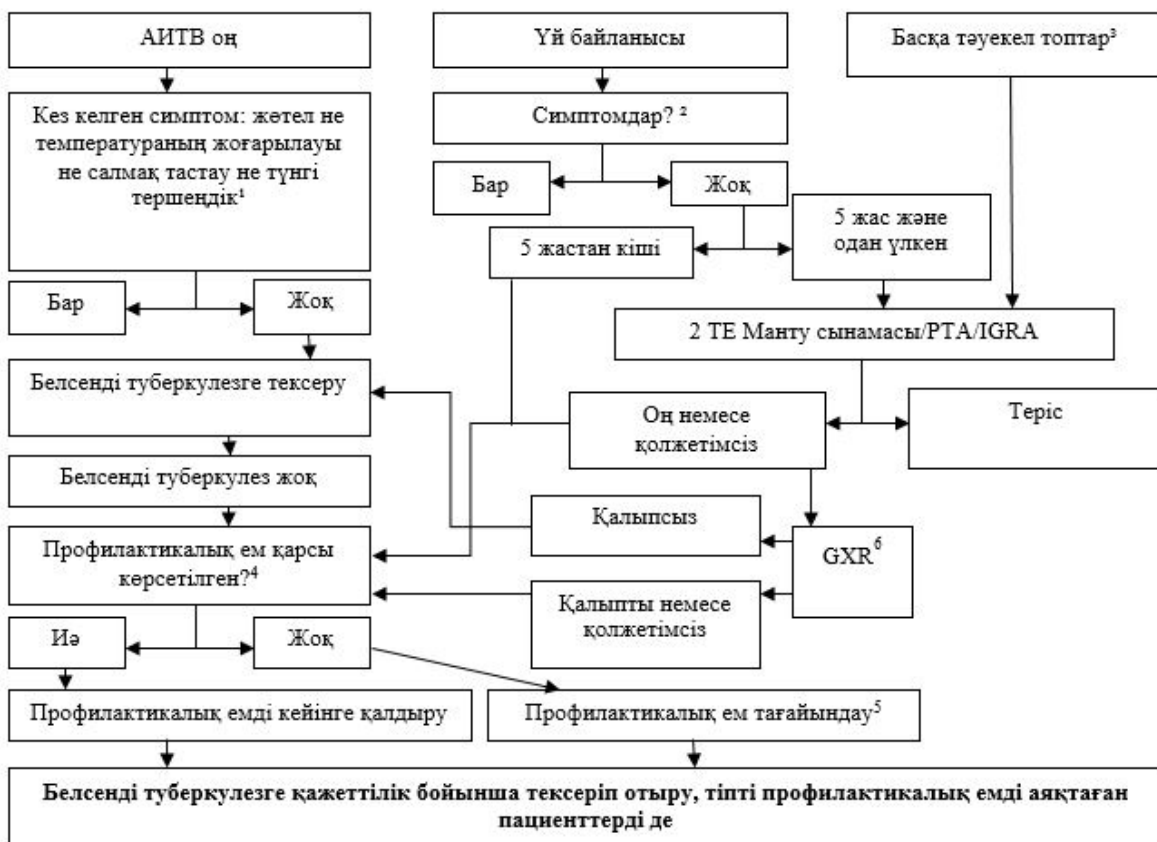 АИТВ оң
Үй байланысы
Басқа тәуекел топтар³
Кез келген симптом: жөтел не
температураның жоғарылауы
не салмақ тастау не түнгі
тершеңдік¹
Симптомдар? ²
Бар
Жоқ
5 жастан кіші
5 жас және
одан үлкен
Бар
Жоқ
2 ТЕ Манту сынамасы/РТА/IGRA
Белсенді туберкулезге тексеру
Оң немесе
қолжетімсіз
Теріс
Белсенді туберкулез жоқ
Қалыпсыз
GXR⁶
Профилактикалық ем қарсы
көрсетілген?⁴
Қалыпты немесе
қолжетімсіз
Иә
Жоқ
Профилактикалық емді кейінге қалдыру
Профилактикалық ем тағайындау⁵
Белсенді туберкулезге қажеттілік бойынша тексеріп отыру, тіпті профилактикалық емді аяқтаған
пациенттерді де